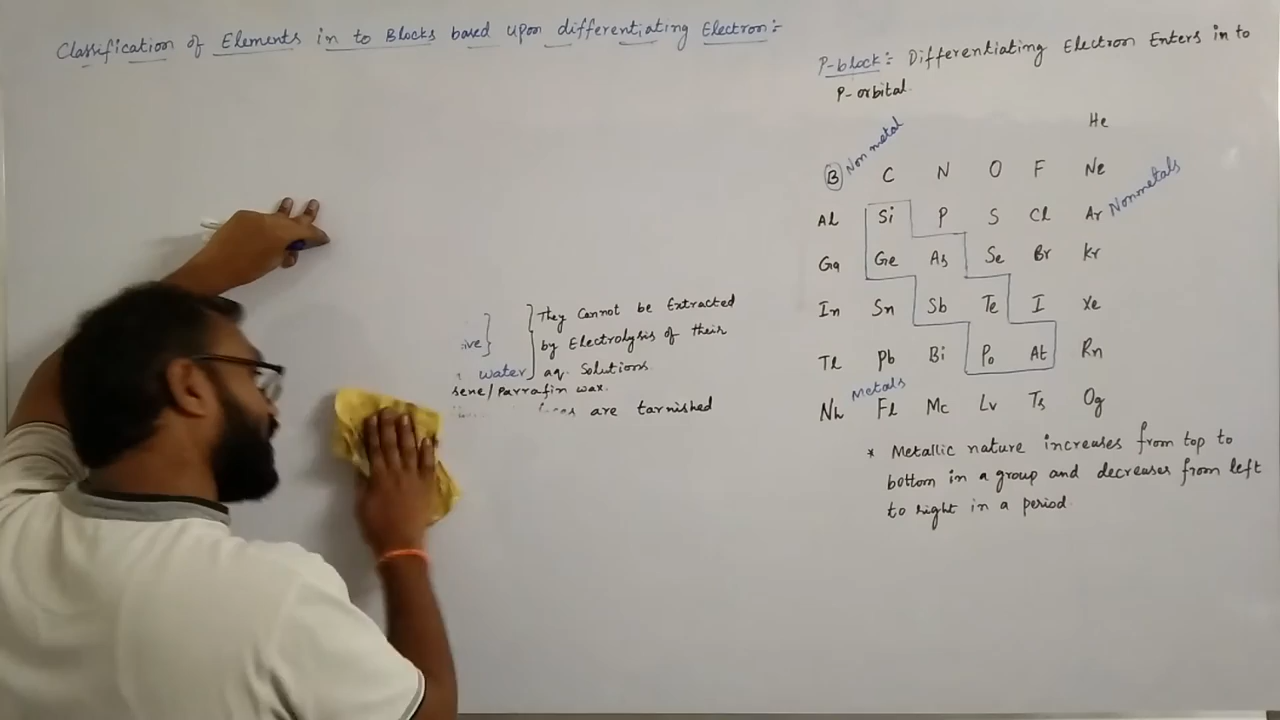 Classification of Elements in to Blocks based upon differentiating Electron:-
ive} They Cannot be Extracted
by Electrolysis of their
water aq. Solutions.
sene/Parrafin wax.
are tarnished
P-block:- Differentiating Electron Enters in to
P-orbital.
He
B Non metal C N O F Ne
Al Si P S Cl Ar Nonmetals
Ga Ge As Se Br Kr
In Sn Sb Te I Xe
Tl Pb Bi Po At Rn
Metals
Nh Fl Mc Lv Ts Og
* Metallic nature increases from top to
bottom in a group and decreases from left
to right in a period.